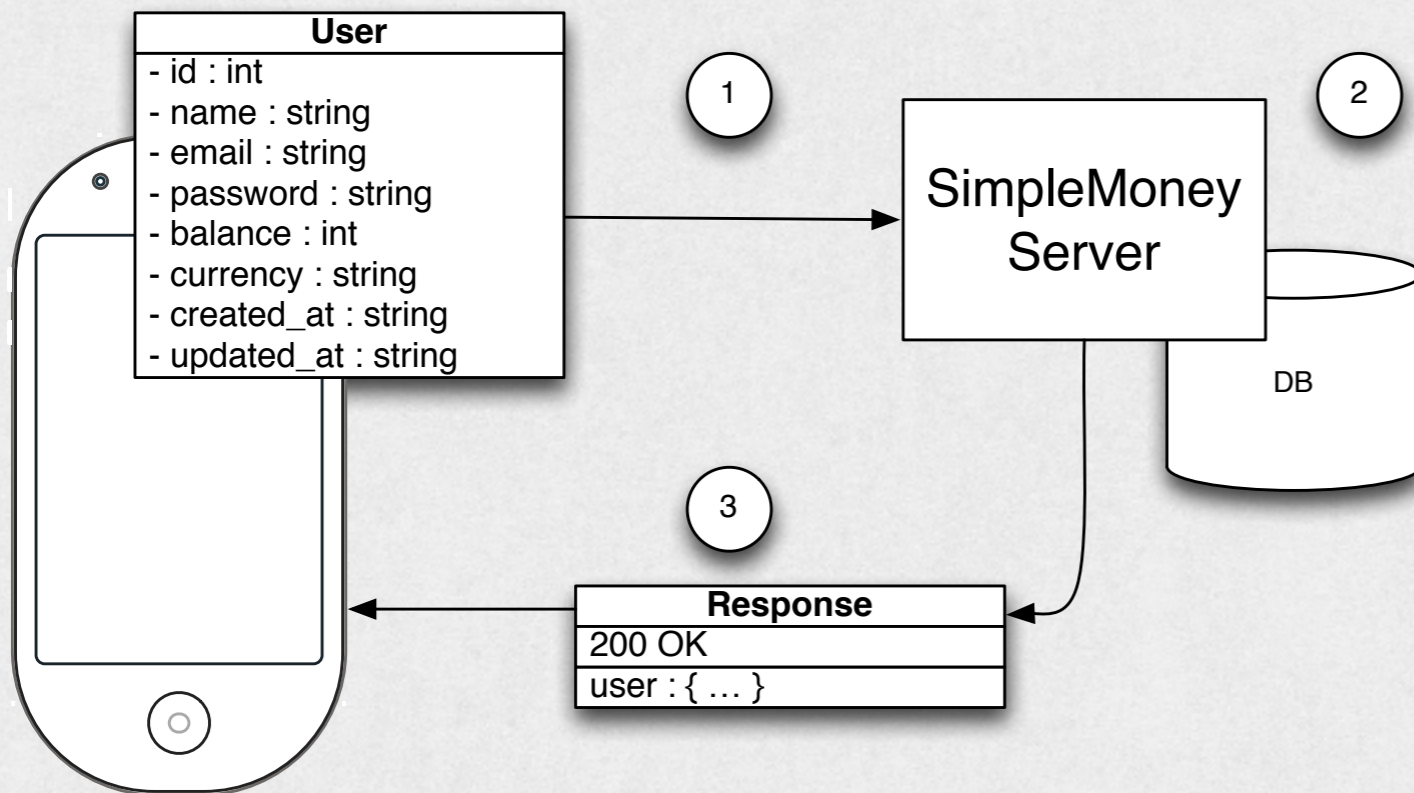 User
- id : int
- name : string
- email : string
- password : string
- balance : int
- currency : string
- created_at : string
- updated_at : string
1
SimpleMoney
Server
2
DB
3
Response
200 OK
user : { ... }